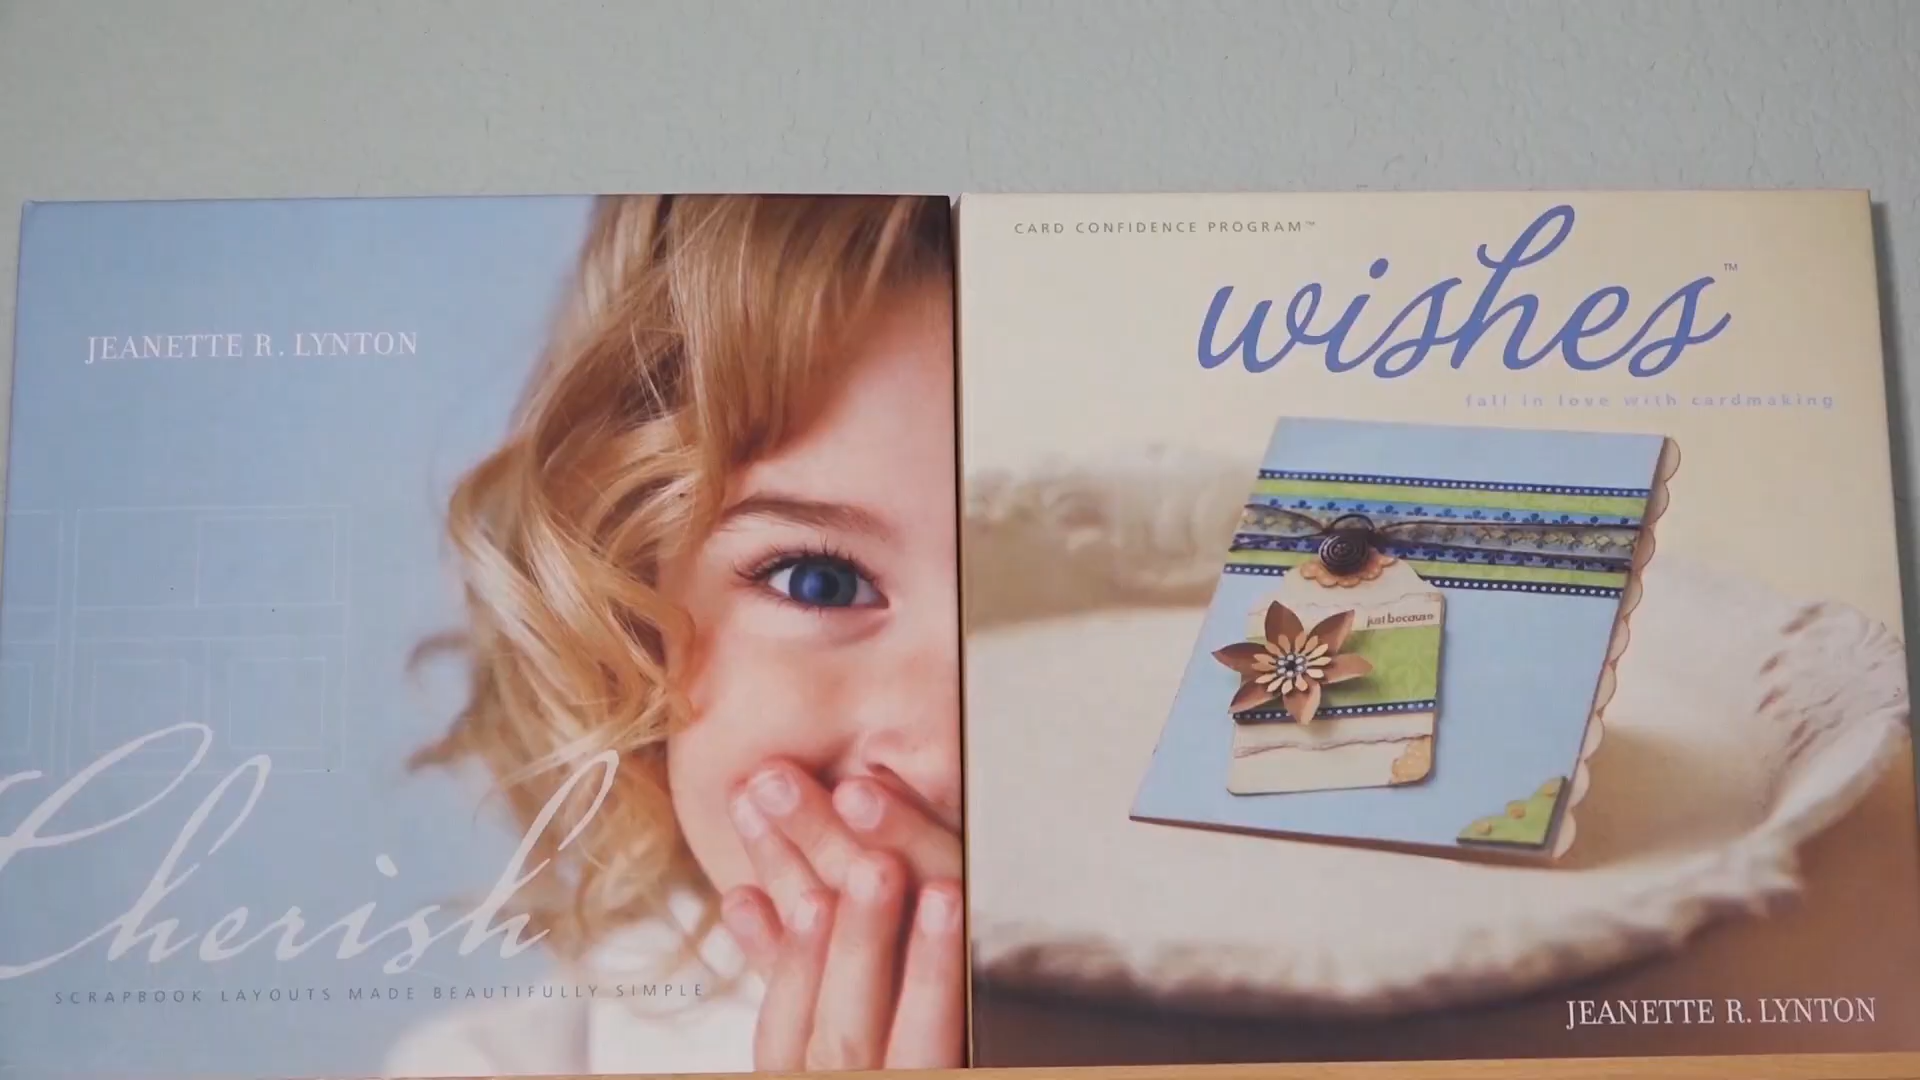 JEANETTE R. LYNTON
Cherish
SCRAPBOOK LAYOUTS MADE BEAUTIFULLY SIMPLE
CARD CONFIDENCE PROGRAM™
wishes™
fall in love with cardmaking
just because
JEANETTE R. LYNTON